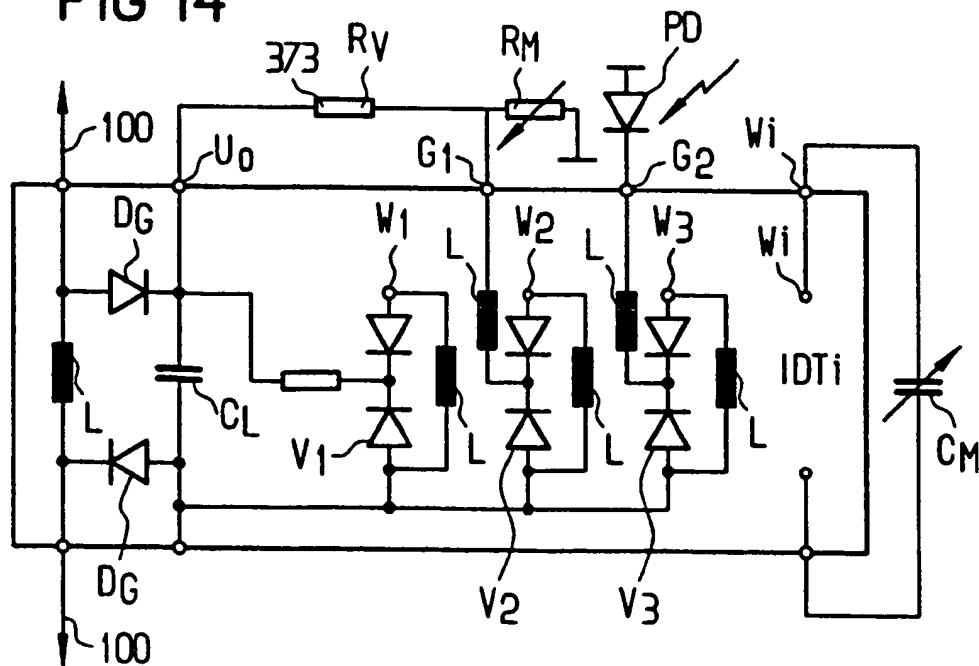 FIG 14
PD
373 RV RM
100 U0 G1 G2 Wi
DG W1 W2 W3 Wi
L L
IDTi
L CL V1 L L L CM
DG V2 V3
100